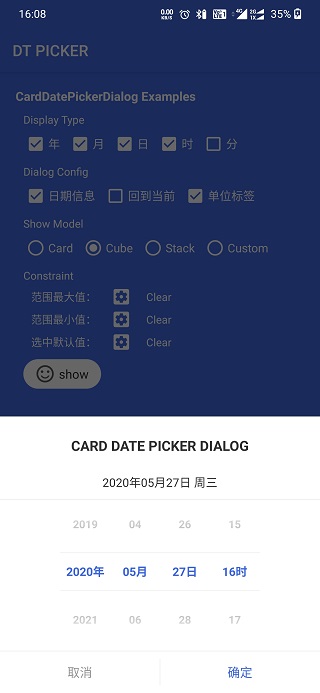 16:08 0.00 KB/S 4G 2G 1X 35%
DT PICKER
CardDatePickerDialog Examples
Display Type
年 月 日 时 分
Dialog Config
日期信息 回到当前 单位标签
Show Model
Card Cube Stack Custom
Constraint
范围最大值: Clear
范围最小值: Clear
选中默认值: Clear
show
CARD DATE PICKER DIALOG
2020年05月27日 周三
2019 04 26 15
2020年 05月 27日 16时
2021 06 28 17
取消 确定